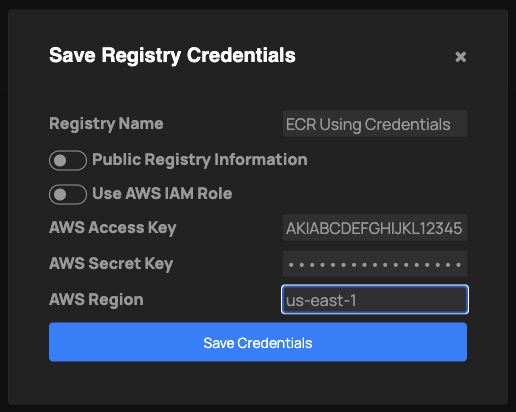 Save Registry Credentials ×
Registry Name ECR Using Credentials
Public Registry Information
Use AWS IAM Role
AWS Access Key AKIABCDEFGHIJKL12345
AWS Secret Key ••••••••••••••••
AWS Region us-east-1
Save Credentials